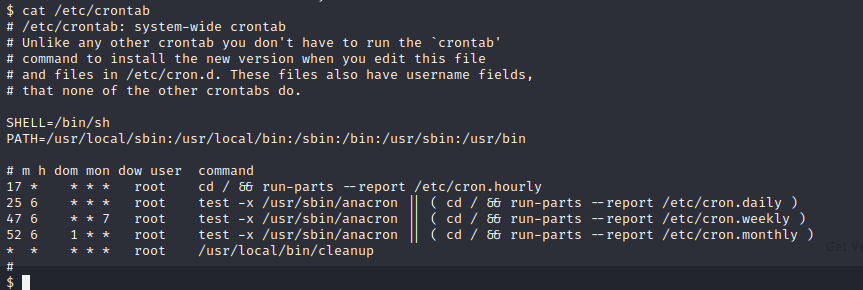 $ cat /etc/crontab
# /etc/crontab: system-wide crontab
# Unlike any other crontab you don't have to run the `crontab'
# command to install the new version when you edit this file
# and files in /etc/cron.d. These files also have username fields,
# that none of the other crontabs do.

SHELL=/bin/sh
PATH=/usr/local/sbin:/usr/local/bin:/sbin:/bin:/usr/sbin:/usr/bin

# m h dom mon dow user  command
17 *    * * *   root    cd / && run-parts --report /etc/cron.hourly
25 6    * * *   root    test -x /usr/sbin/anacron || ( cd / && run-parts --report /etc/cron.daily )
47 6    * * 7   root    test -x /usr/sbin/anacron || ( cd / && run-parts --report /etc/cron.weekly )
52 6    1 * *   root    test -x /usr/sbin/anacron || ( cd / && run-parts --report /etc/cron.monthly )
*  *    * * *   root    /usr/local/bin/cleanup
#
$